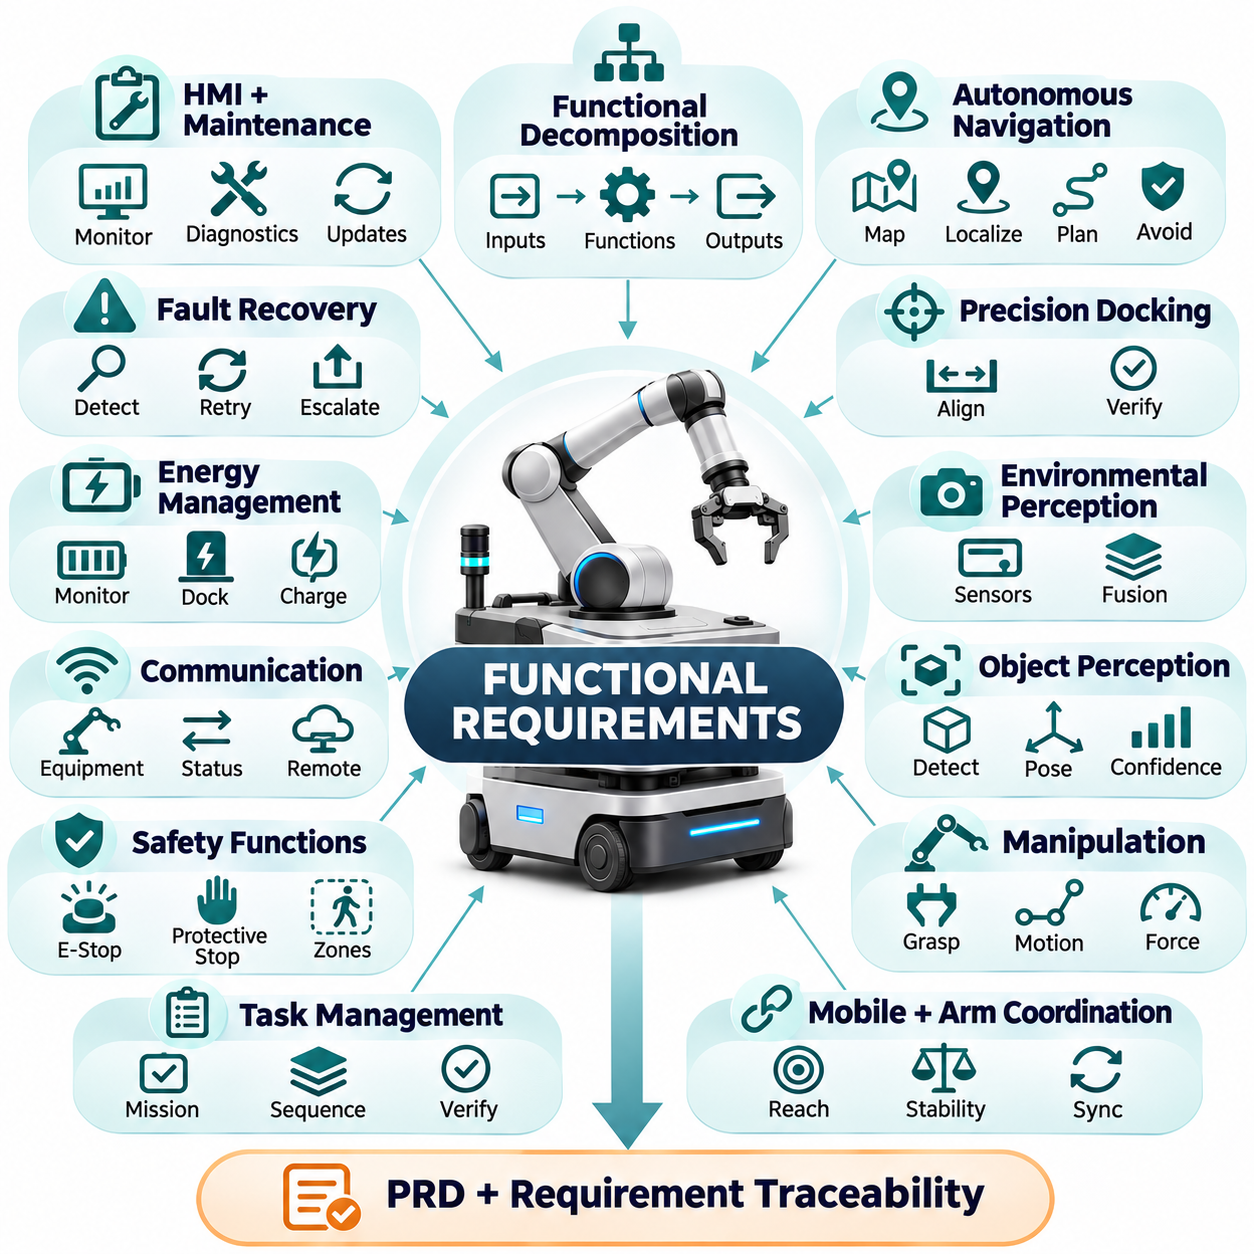 HMI +
Maintenance
Monitor
Diagnostics
Updates
Functional
Decomposition
Inputs
Functions
Outputs
Autonomous
Navigation
Map
Localize
Plan
Avoid
Fault Recovery
Detect
Retry
Escalate
Precision Docking
Align
Verify
Energy
Management
Monitor
Dock
Charge
Environmental
Perception
Sensors
Fusion
Communication
Equipment
Status
Remote
FUNCTIONAL
REQUIREMENTS
Object Perception
Detect
Pose
Confidence
Safety Functions
E-Stop
Protective
Stop
Zones
Manipulation
Grasp
Motion
Force
Task Management
Mission
Sequence
Verify
Mobile + Arm Coordination
Reach
Stability
Sync
PRD + Requirement Traceability